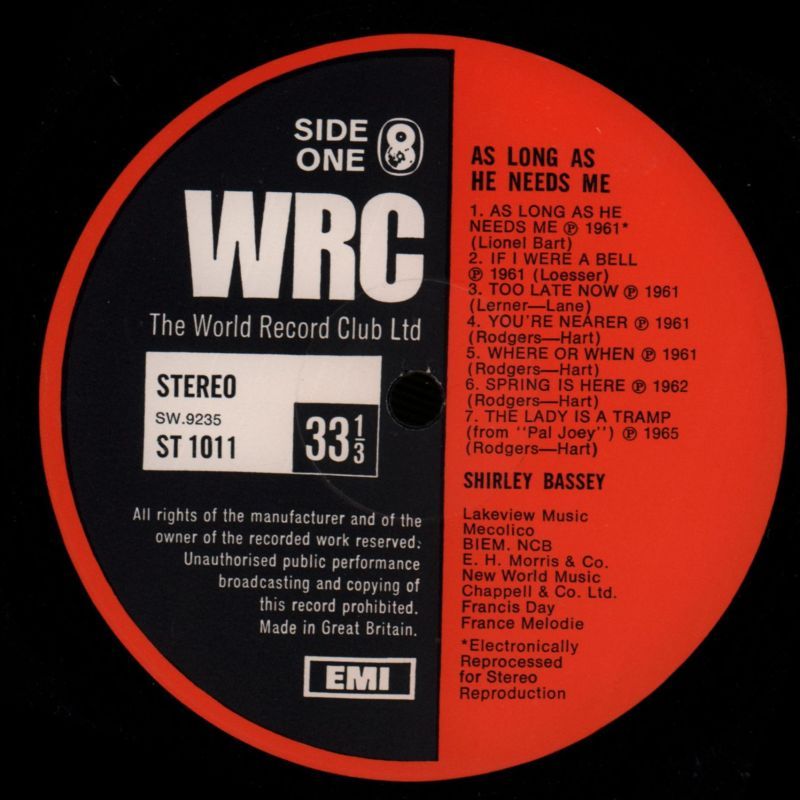 SIDE
ONE
WRC
The World Record Club Ltd
STEREO
SW.9235
ST 1011
33 1/3
All rights of the manufacturer and of the
owner of the recorded work reserved.
Unauthorised public performance
broadcasting and copying of
this record prohibited.
Made in Great Britain.
EMI
AS LONG AS
HE NEEDS ME
1. AS LONG AS HE
NEEDS ME ℗ 1961*
(Lionel Bart)
2. IF I WERE A BELL
℗ 1961 (Loesser)
3. TOO LATE NOW ℗ 1961
(Lerner—Lane)
4. YOU'RE NEARER ℗ 1961
(Rodgers—Hart)
5. WHERE OR WHEN ℗ 1961
(Rodgers—Hart)
6. SPRING IS HERE ℗ 1962
(Rodgers—Hart)
7. THE LADY IS A TRAMP
(from "Pal Joey") ℗ 1965
(Rodgers—Hart)
SHIRLEY BASSEY
Lakeview Music
Mecolico
BIEM. NCB
E. H. Morris & Co.
New World Music
Chappell & Co. Ltd.
Francis Day
France Melodie
*Electronically
Reprocessed
for Stereo
Reproduction